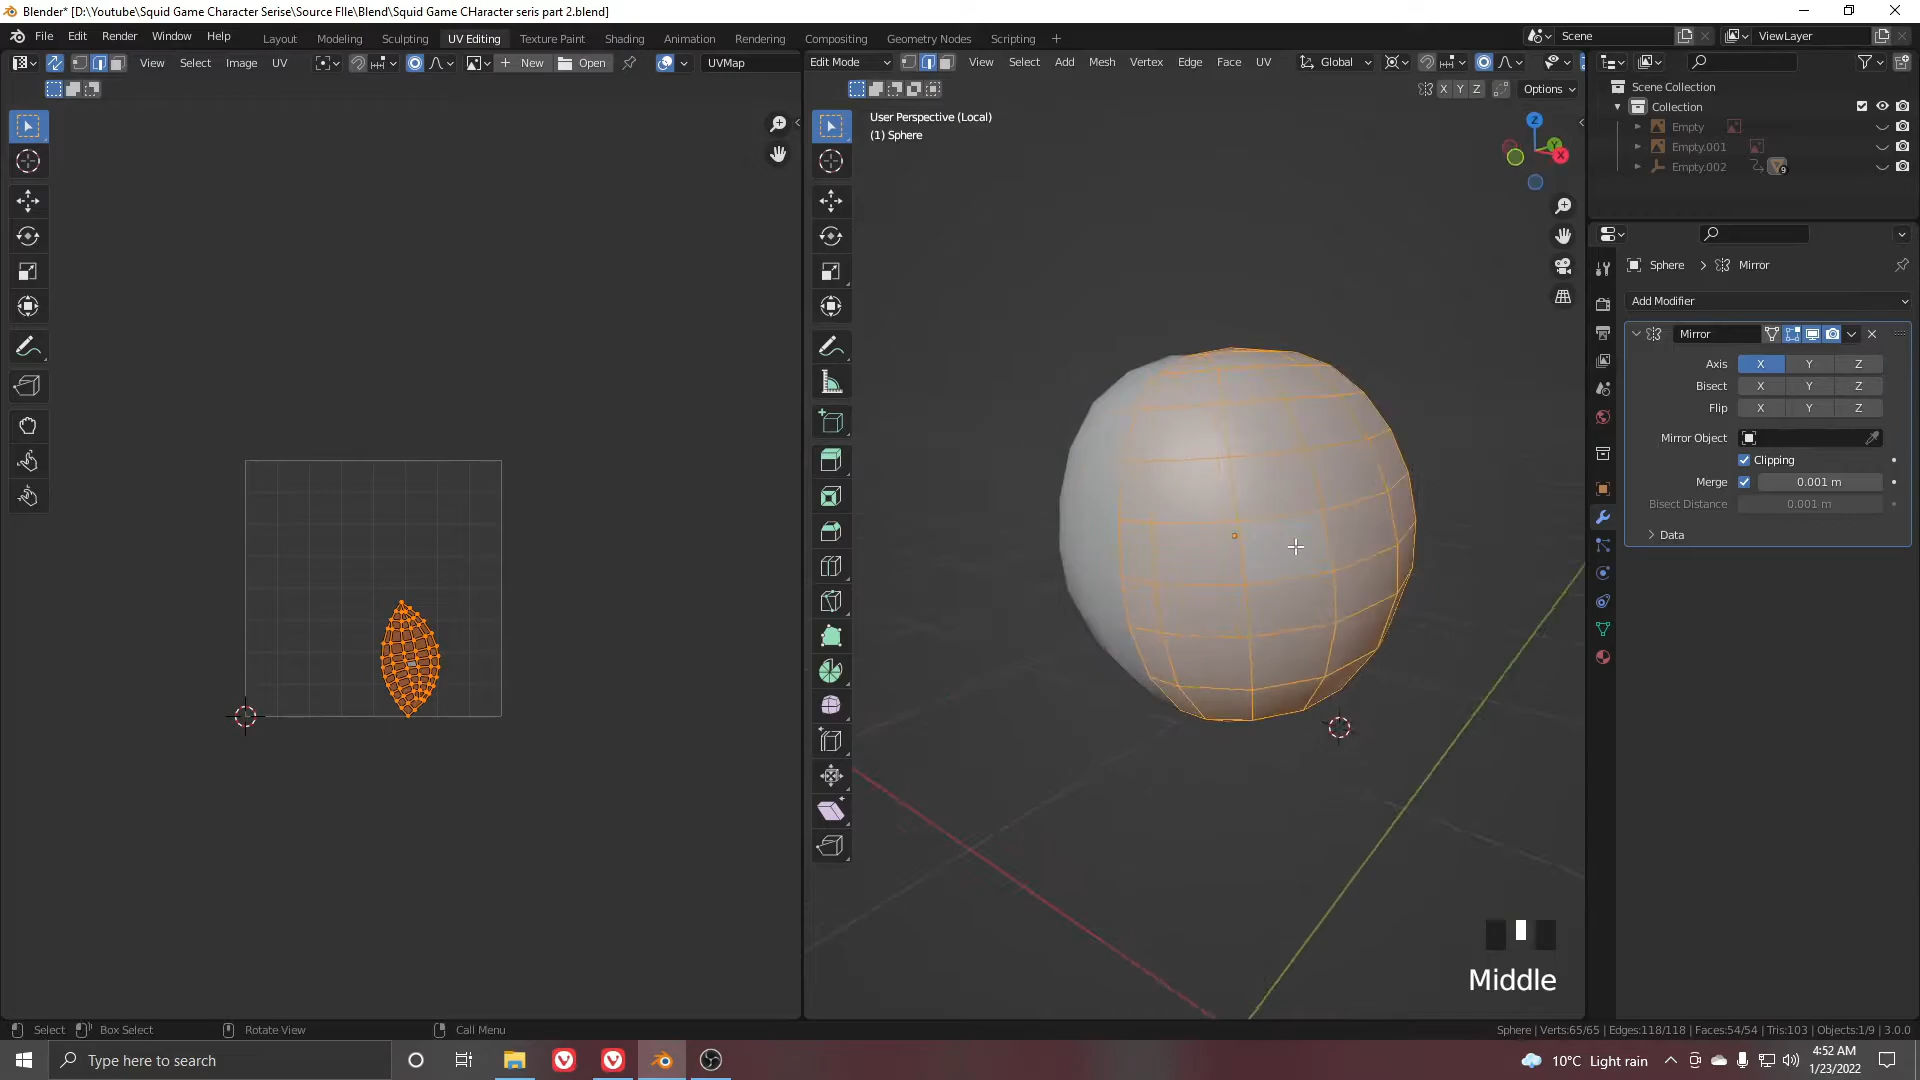 Blender* [D:\Youtube\Squid Game Character Serise\Source FIle\Blend\Squid Game CHaracter seris part 2.blend]
File Edit Render Window Help Layout Modeling Sculpting UV Editing Texture Paint Shading Animation Rendering Compositing Geometry Nodes Scripting + Scene ViewLayer
View Select Image UV New Open UVMap Edit Mode View Select Add Mesh Vertex Edge Face UV Global
X Y Z Options
Scene Collection
Collection
Empty
Empty.001
Empty.002
9
User Perspective (Local)
(1) Sphere
Z
Y
X
Sphere > Mirror
Add Modifier
Mirror
Axis X Y Z
Bisect X Y Z
Flip X Y Z
Mirror Object
Clipping
Merge 0.001 m
Bisect Distance 0.001 m
Data
Middle
Select Box Select Rotate View Call Menu Sphere | Verts:65/65 | Edges:118/118 | Faces:54/54 | Tris:103 | Objects:1/9 | 3.0.0
Type here to search 10°C Light rain 4:52 AM
1/23/2022